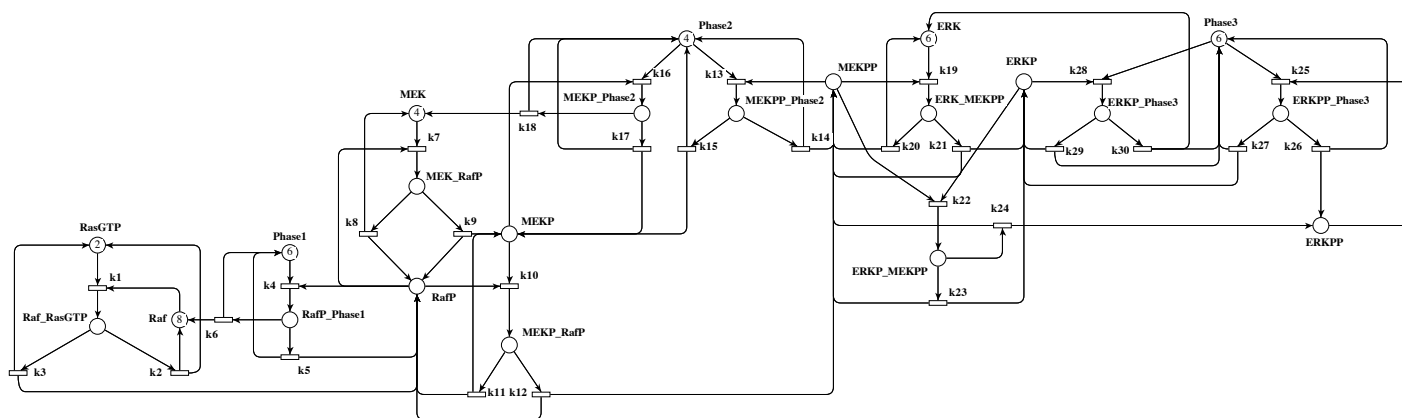 Phase2
ERK
Phase3
4
6
6
k16
k13
MEKPP
k19
ERKP
k28
k25
MEK
MEKP_Phase2
MEKPP_Phase2
ERK_MEKPP
ERKP_Phase3
ERKPP_Phase3
4
k18
k7
k17
k15
k14
k20
k21
k29
k30
k27
k26
MEK_RafP
k22
k8
k9
MEKP
k24
RasGTP
2
Phase1
6
ERKPP
k1
k4
k10
ERKP_MEKPP
RafP
k23
Raf_RasGTP
Raf
8
k6
RafP_Phase1
MEKP_RafP
k3
k2
k5
k11
k12